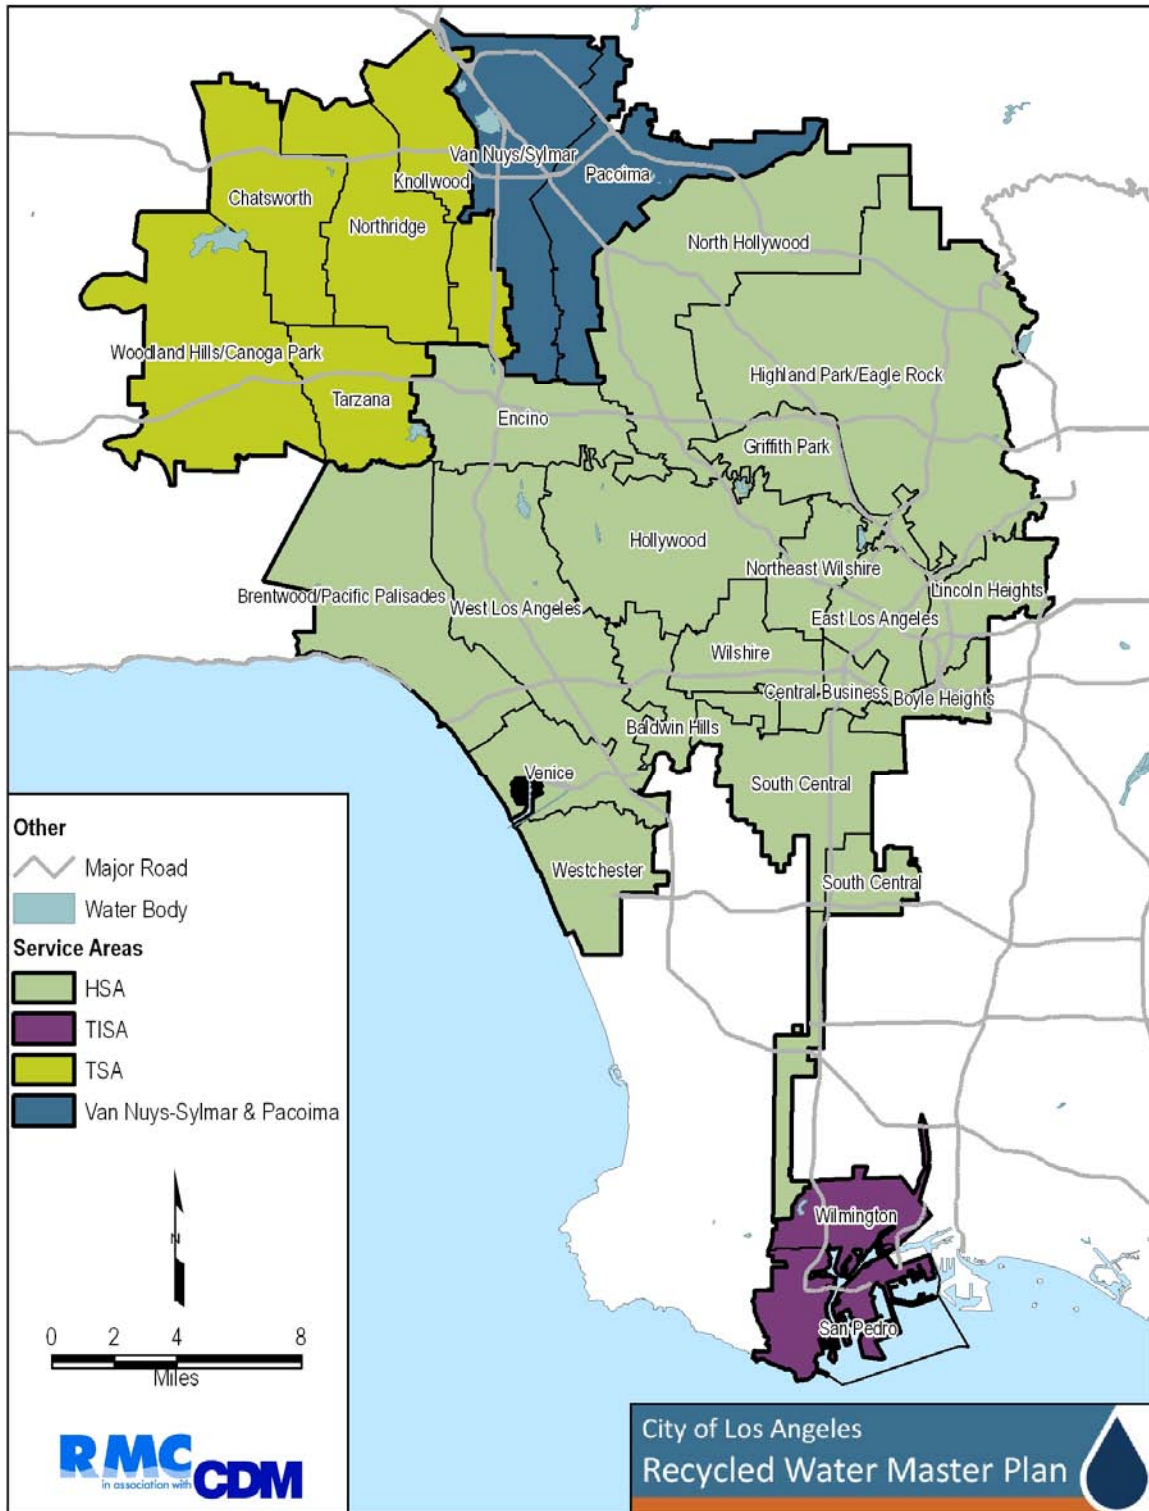 Van Nuys/Sylmar
Pacoima
Knollwood
Chatsworth
Northridge
North Hollywood
Woodland Hills/Canoga Park
Highland Park/Eagle Rock
Tarzana
Encino
Griffith Park
Hollywood
Northeast Wilshire
Lincoln Heights
Brentwood/Pacific Palisades
West Los Angeles
East Los Angeles
Wilshire
Central Business
Boyle Heights
Baldwin Hills
Venice
South Central
Westchester
South Central
Wilmington
San Pedro
Other
Major Road
Water Body
Service Areas
HSA
TISA
TSA
Van Nuys-Sylmar & Pacoima
N
0 2 4 8
Miles
RMC
in association with
CDM
City of Los Angeles
Recycled Water Master Plan